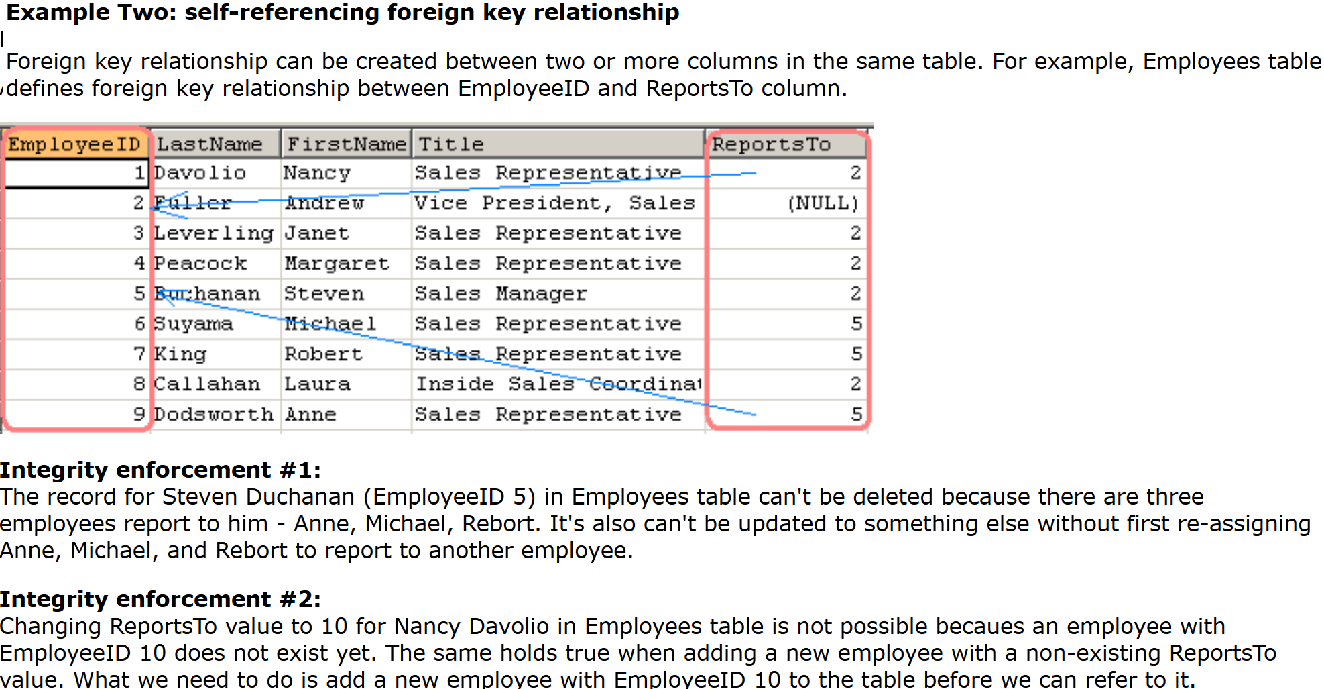 Example Two: self-referencing foreign key relationship
Foreign key relationship can be created between two or more columns in the same table. For example, Employees table
defines foreign key relationship between EmployeeID and ReportsTo column.
EmployeeID LastName FirstName Title ReportsTo
1 Davolio Nancy Sales Representative 2
2 Fuller Andrew Vice President, Sales (NULL)
3 Leverling Janet Sales Representative 2
4 Peacock Margaret Sales Representative 2
5 Buchanan Steven Sales Manager 2
6 Suyama Michael Sales Representative 5
7 King Robert Sales Representative 5
8 Callahan Laura Inside Sales Coordinat 2
9 Dodsworth Anne Sales Representative 5
Integrity enforcement #1:
The record for Steven Duchanan (EmployeeID 5) in Employees table can't be deleted because there are three
employees report to him - Anne, Michael, Rebort. It's also can't be updated to something else without first re-assigning
Anne, Michael, and Rebort to report to another employee.
Integrity enforcement #2:
Changing ReportsTo value to 10 for Nancy Davolio in Employees table is not possible becaues an employee with
EmployeeID 10 does not exist yet. The same holds true when adding a new employee with a non-existing ReportsTo
value. What we need to do is add a new employee with EmployeeID 10 to the table before we can refer to it.